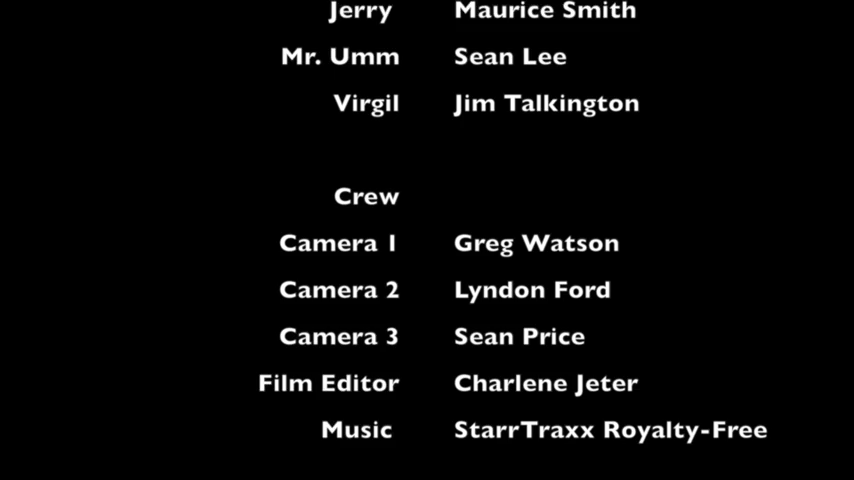 Jerry Maurice Smith
Mr. Umm Sean Lee
Virgil Jim Talkington
Crew
Camera 1 Greg Watson
Camera 2 Lyndon Ford
Camera 3 Sean Price
Film Editor Charlene Jeter
Music StarrTraxx Royalty-Free